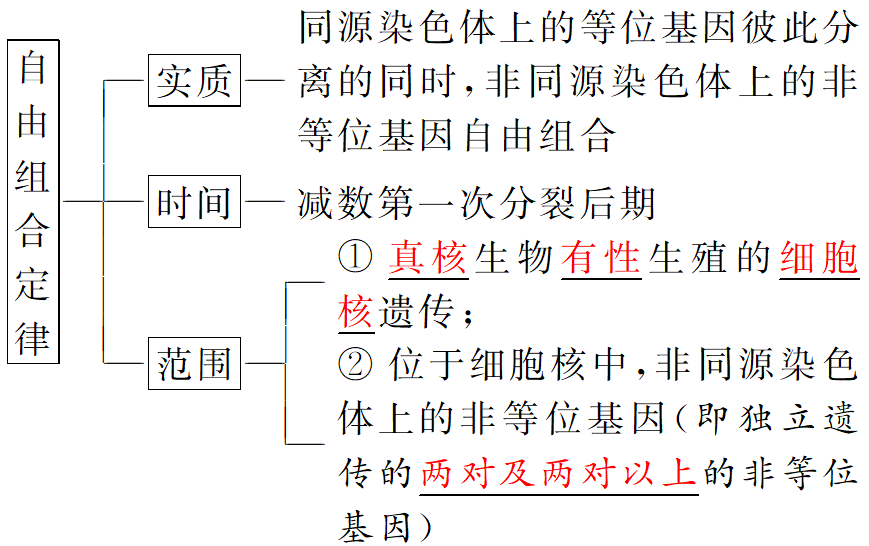 自由组合定律
实质
同源染色体上的等位基因彼此分
离的同时,非同源染色体上的非
等位基因自由组合
时间
减数第一次分裂后期
范围
① 真核生物有性生殖的细胞
核遗传;
② 位于细胞核中,非同源染色
体上的非等位基因(即独立遗
传的两对及两对以上的非等位
基因)